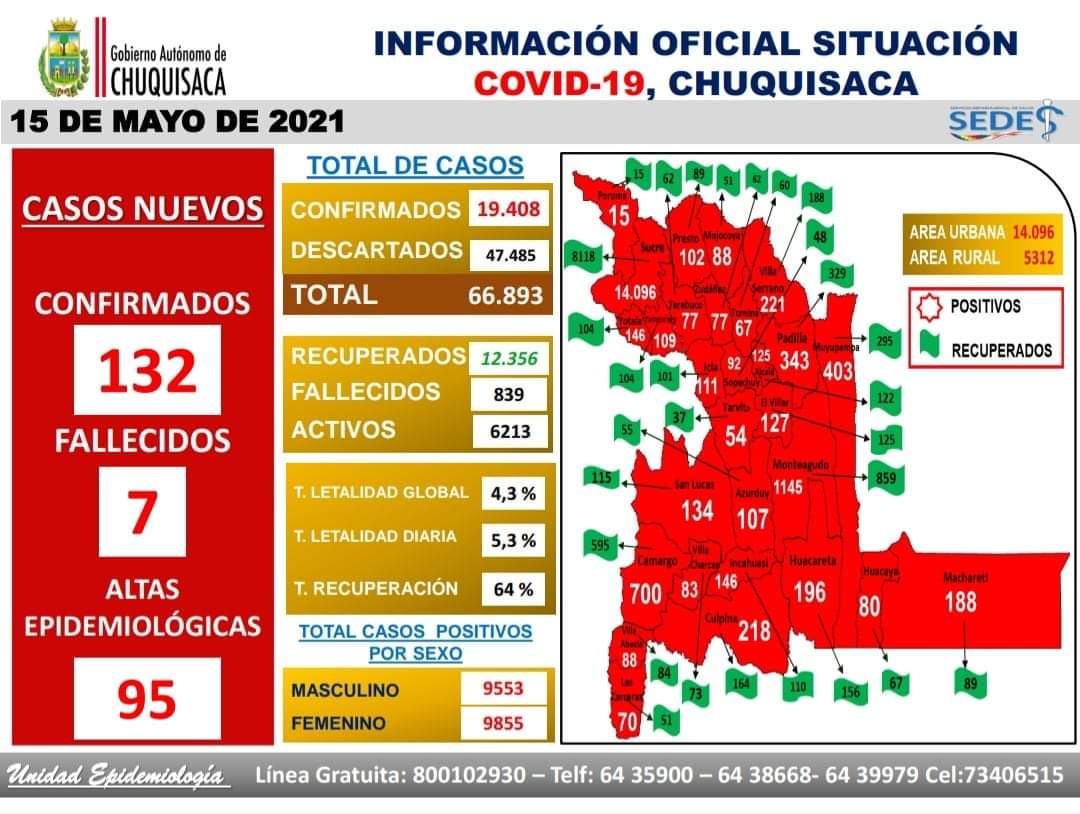 Gobierno Autónomo de
CHUQUISACA
INFORMACIÓN OFICIAL SITUACIÓN
COVID-19, CHUQUISACA
15 DE MAYO DE 2021
SERVICIO DEPARTAMENTAL DE SALUD
SEDES
CASOS NUEVOS
CONFIRMADOS
132
FALLECIDOS
7
ALTAS
EPIDEMIOLÓGICAS
95
TOTAL DE CASOS
CONFIRMADOS 19.408
DESCARTADOS 47.485
TOTAL 66.893
RECUPERADOS 12.356
FALLECIDOS 839
ACTIVOS 6213
T. LETALIDAD GLOBAL 4,3 %
T. LETALIDAD DIARIA 5,3 %
T. RECUPERACIÓN 64 %
TOTAL CASOS POSITIVOS
POR SEXO
MASCULINO 9553
FEMENINO 9855
15 62 89 51 62 60 188
48
329
Poroma
15
Sucre
14.096
8118
Presto
102
Mojocoya
88
Villa
Serrano
221
Zudáñez
77
Tarabuco
77
Tomina
67
Yotala
146
109
104
104
101
Icla
111
92
Sopachuy
125
Alcalá
Padilla
343
Muyupampa
403
295
122
125
859
37
55
115
595
Tarvita
54
El Villar
127
Monteagudo
1145
San Lucas
134
Azurduy
107
Camargo
700
Villa
Charcas
83
Incahuasi
146
Huacareta
196
Huacaya
80
Machareti
188
Culpina
218
Villa
Abecia
88
Las
Carreras
70
84
51
73
164
110
156
67
89
AREA URBANA 14.096
AREA RURAL 5312
POSITIVOS
RECUPERADOS
Unidad Epidemiología
Línea Gratuita: 800102930 – Telf: 64 35900 – 64 38668- 64 39979 Cel:73406515